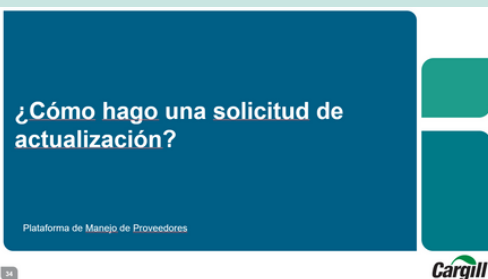 ¿Cómo hago una solicitud de
actualización?
Plataforma de Manejo de Proveedores
34
Cargill